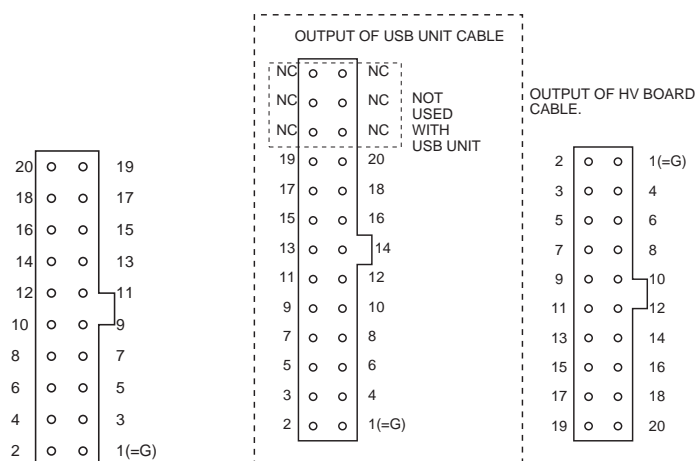 OUTPUT OF USB UNIT CABLE
NC NC
NC NC
NC NC
NOT
USED
WITH
USB UNIT
19 20
17 18
15 16
13 14
11 12
9 10
7 8
5 6
3 4
2 1(=G)
20 19
18 17
16 15
14 13
12 11
10 9
8 7
6 5
4 3
2 1(=G)
OUTPUT OF HV BOARD
CABLE.
2 1(=G)
3 4
5 6
7 8
9 10
11 12
13 14
15 16
17 18
19 20